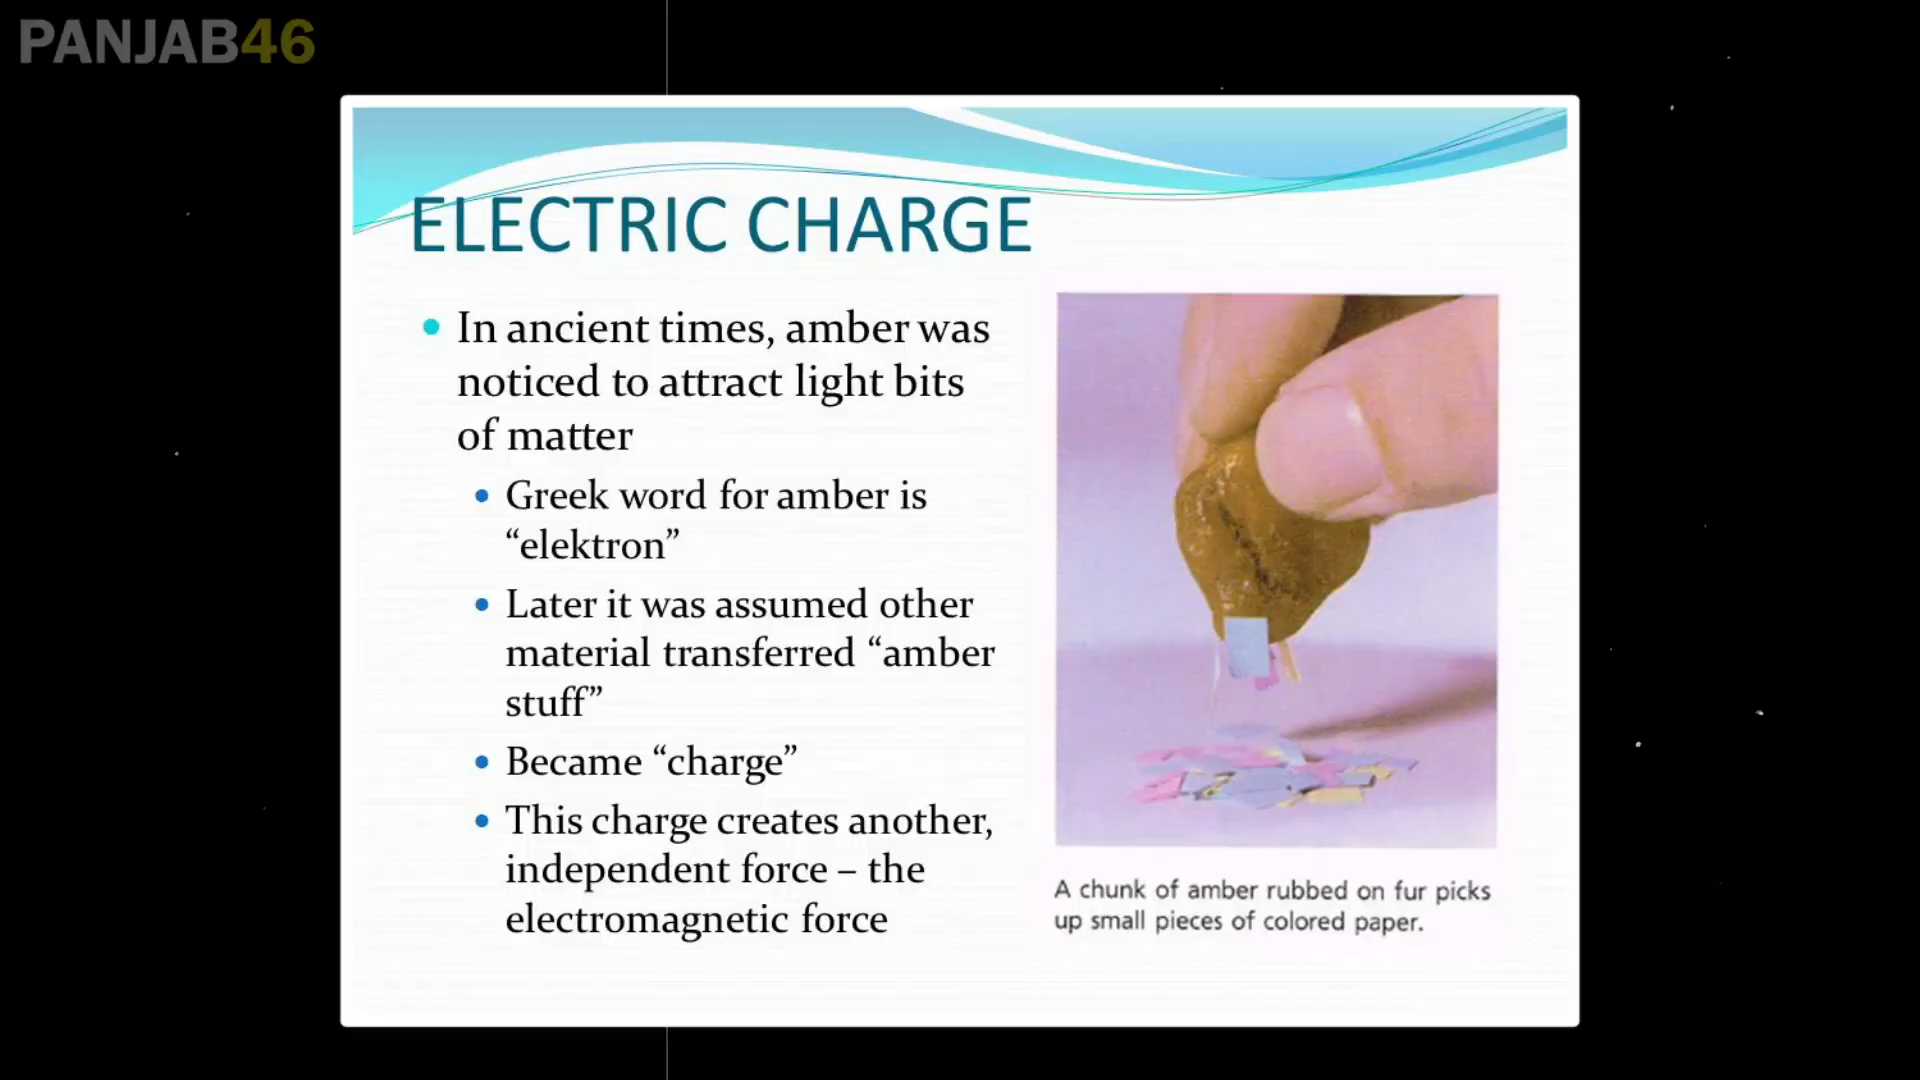 PANJAB46
ELECTRIC CHARGE
In ancient times, amber was
noticed to attract light bits
of matter
Greek word for amber is
“elektron”
Later it was assumed other
material transferred “amber
stuff”
Became “charge”
This charge creates another,
independent force – the
electromagnetic force
A chunk of amber rubbed on fur picks
up small pieces of colored paper.